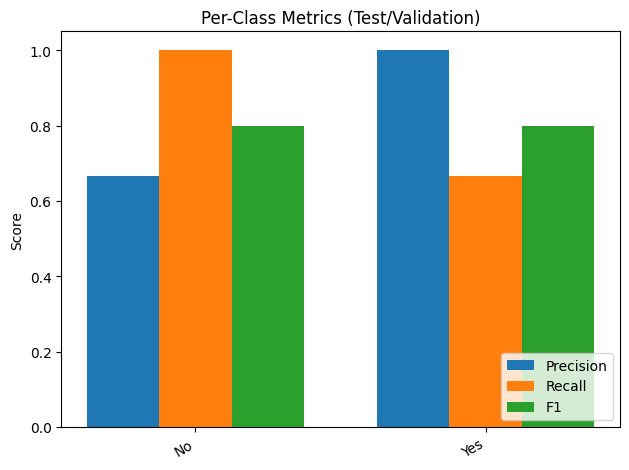 Per-Class Metrics (Test/Validation)
1.0
0.8
0.6
0.4
0.2
0.0
Score
Precision
Recall
F1
No
Yes